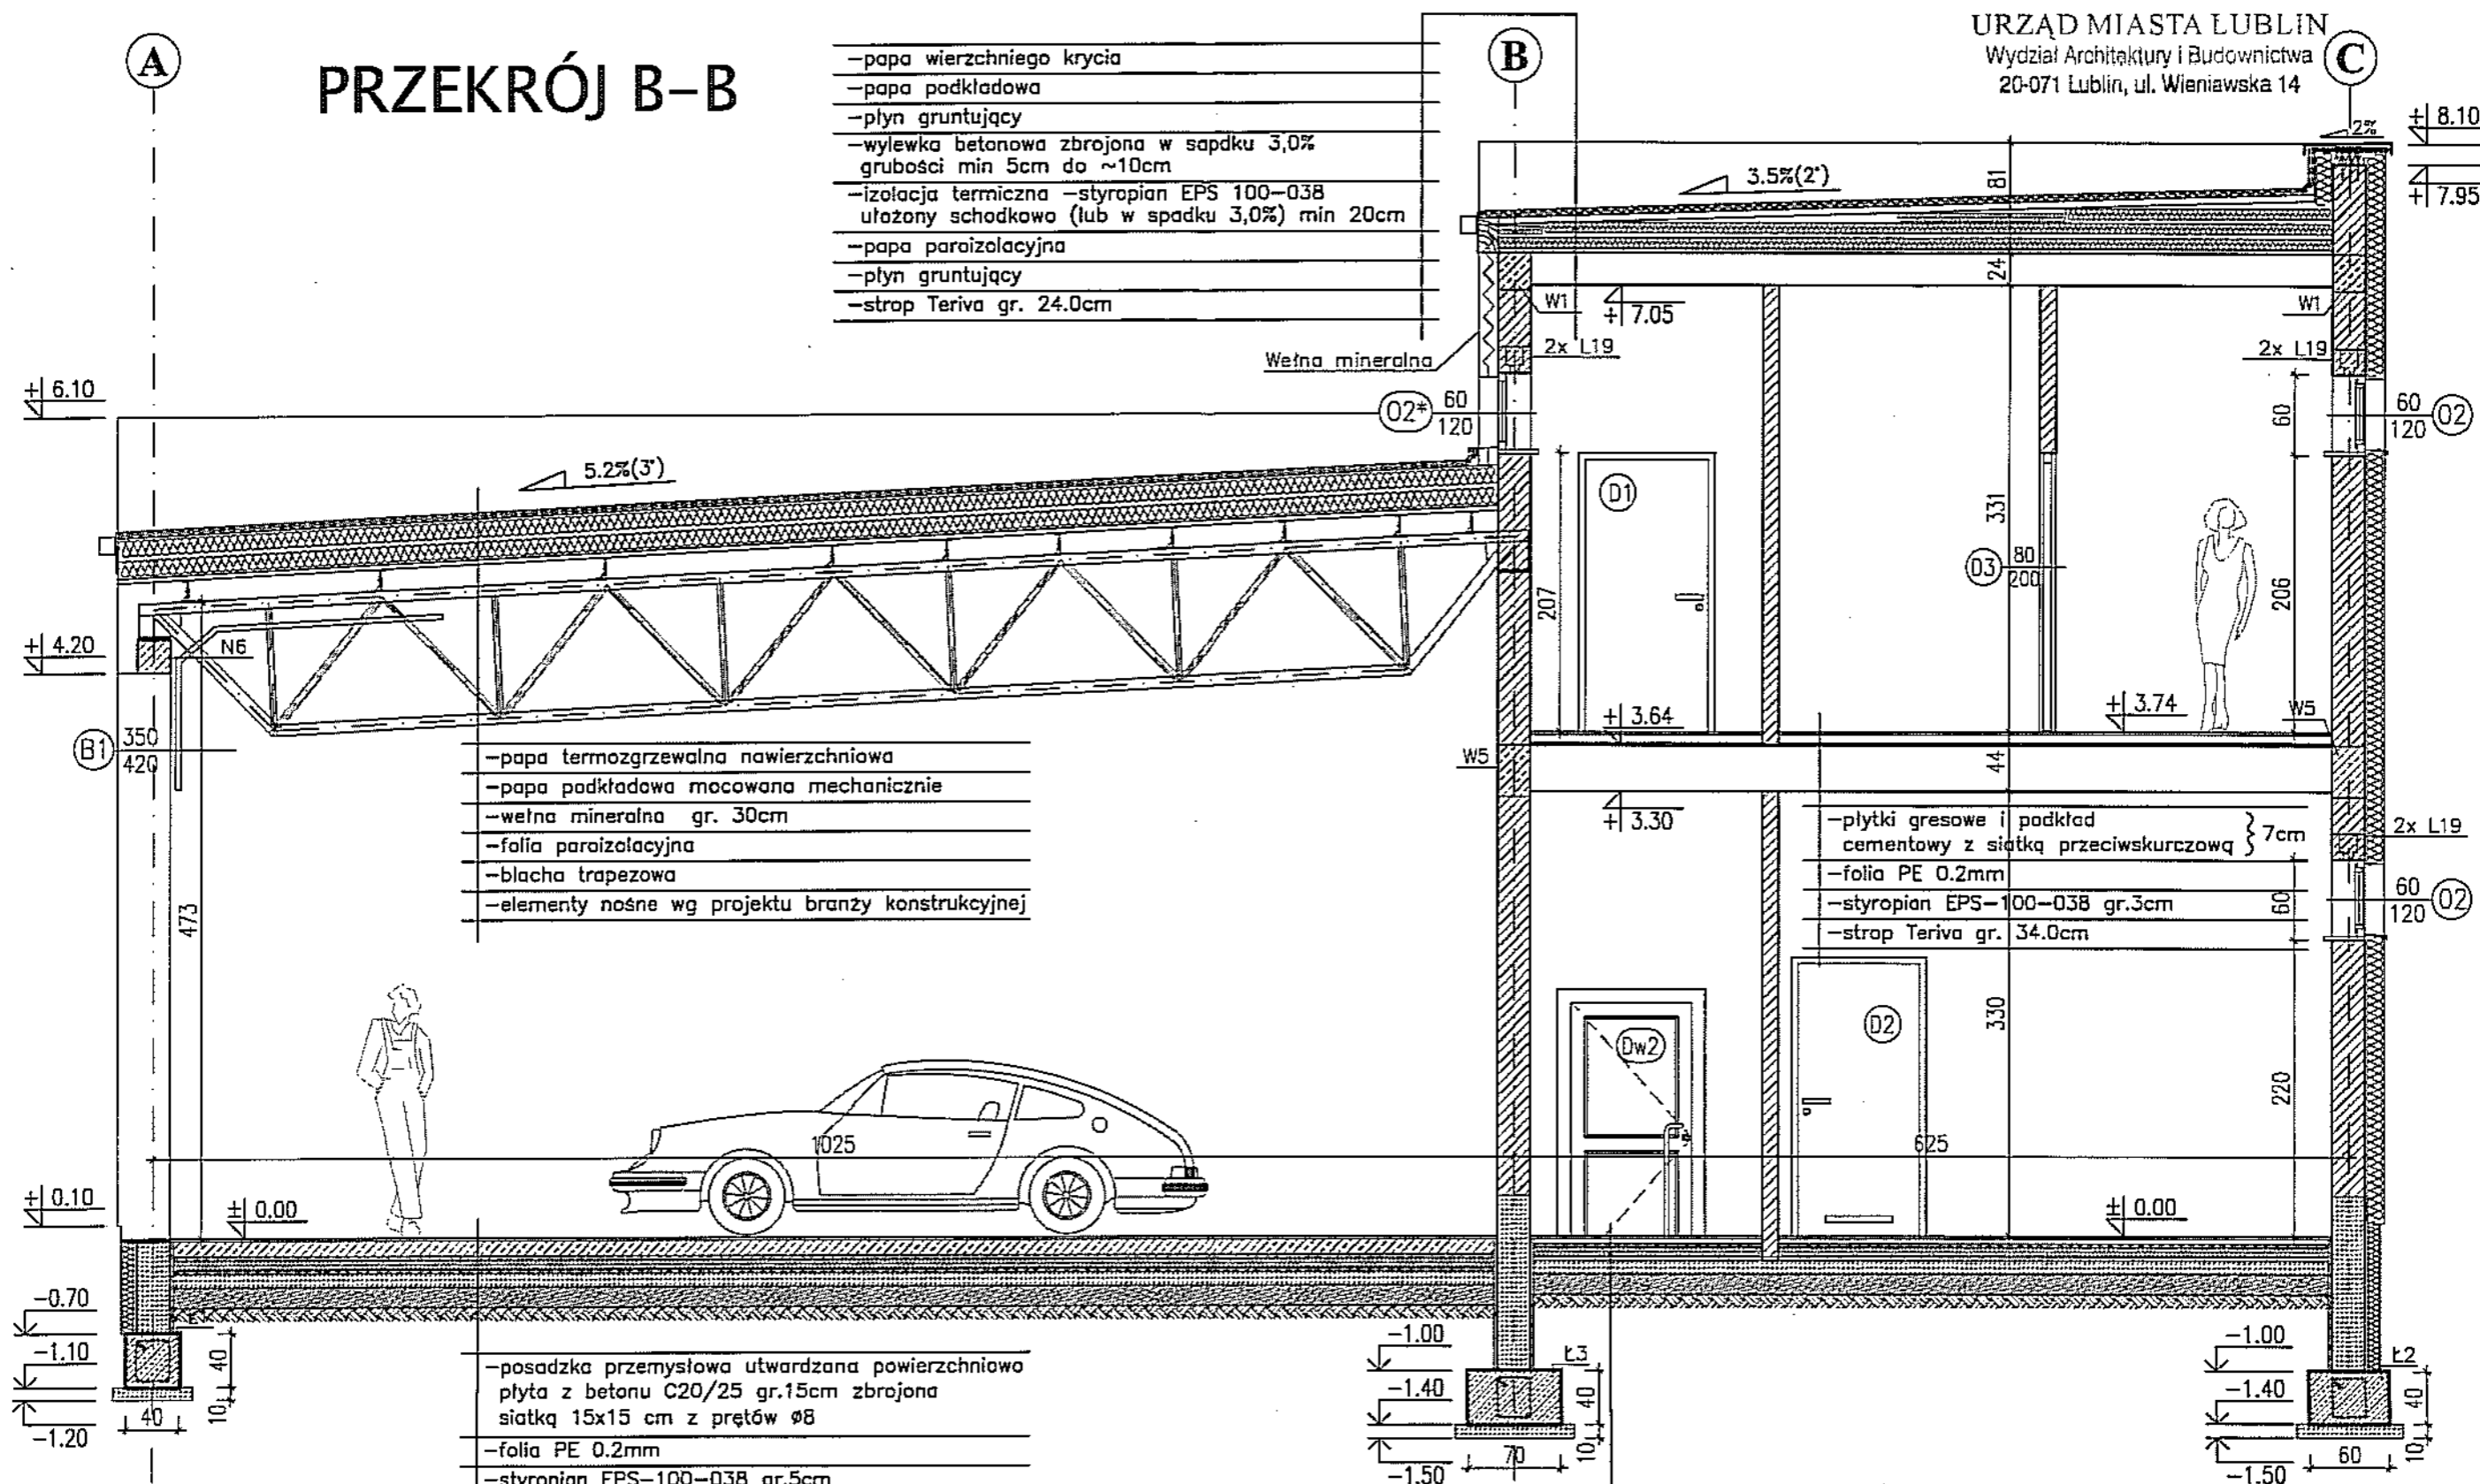 A
PRZEKRÓJ B-B
B
URZĄD MIASTA LUBLIN
Wydział Architektury i Budownictwa
20-071 Lublin, ul. Wieniawska 14
C
-papa wierzchniego krycia
-papa podkładowa
-płyn gruntujący
-wylewka betonowa zbrojona w sapdku 3,0%
grubości min 5cm do ~10cm
-izolacja termiczna -styropian EPS 100-038
ułożony schodkowo (lub w spadku 3,0%) min 20cm
-papa paroizolacyjna
-płyn gruntujący
-strop Teriva gr. 24.0cm
2%
+ 8.10
+ 7.95
3.5%(2°)
81
24
W1
+ 7.05
W1
Wełna mineralna
2x L19
2x L19
+ 6.10
O2* 60
120
60
60 O2
120
5.2%(3°)
D1
331
D3 80
200
207
206
+ 4.20
N6
+ 3.64
+ 3.74
W5
B1 350
420
W5
44
+ 3.30
-papa termozgrzewalna nawierzchniowa
-papa podkładowa mocowana mechanicznie
-wełna mineralna gr. 30cm
-folia paroizolacyjna
-blacha trapezowa
-elementy nośne wg projektu branży konstrukcyjnej
-płytki gresowe i podkład
cementowy z siatką przeciwskurczową } 7cm
-folia PE 0.2mm
-styropian EPS-100-038 gr.3cm
-strop Teriva gr. 34.0cm
2x L19
60
60 O2
120
473
330
Dw2
D2
220
1025
625
+ 0.10
± 0.00
± 0.00
-0.70
-1.10
-1.20
40
10
40
-posadzka przemysłowa utwardzana powierzchniowo
płyta z betonu C20/25 gr.15cm zbrojona
siatką 15x15 cm z prętów ø8
-folia PE 0.2mm
-styropian EPS-100-038 gr.5cm
-1.00
-1.40
-1.50
Ł3
40
10
70
-1.00
-1.40
-1.50
Ł2
40
10
60